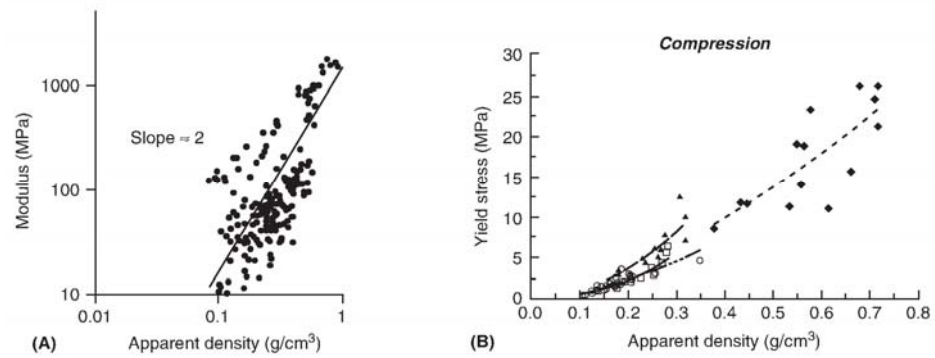 1000
100
10
Modulus (MPa)
Slope ≈ 2
0.01
0.1
1
(A)
Apparent density (g/cm³)
Compression
30
25
20
15
10
5
0
Yield stress (MPa)
0.0 0.1 0.2 0.3 0.4 0.5 0.6 0.7 0.8
(B)
Apparent density (g/cm³)